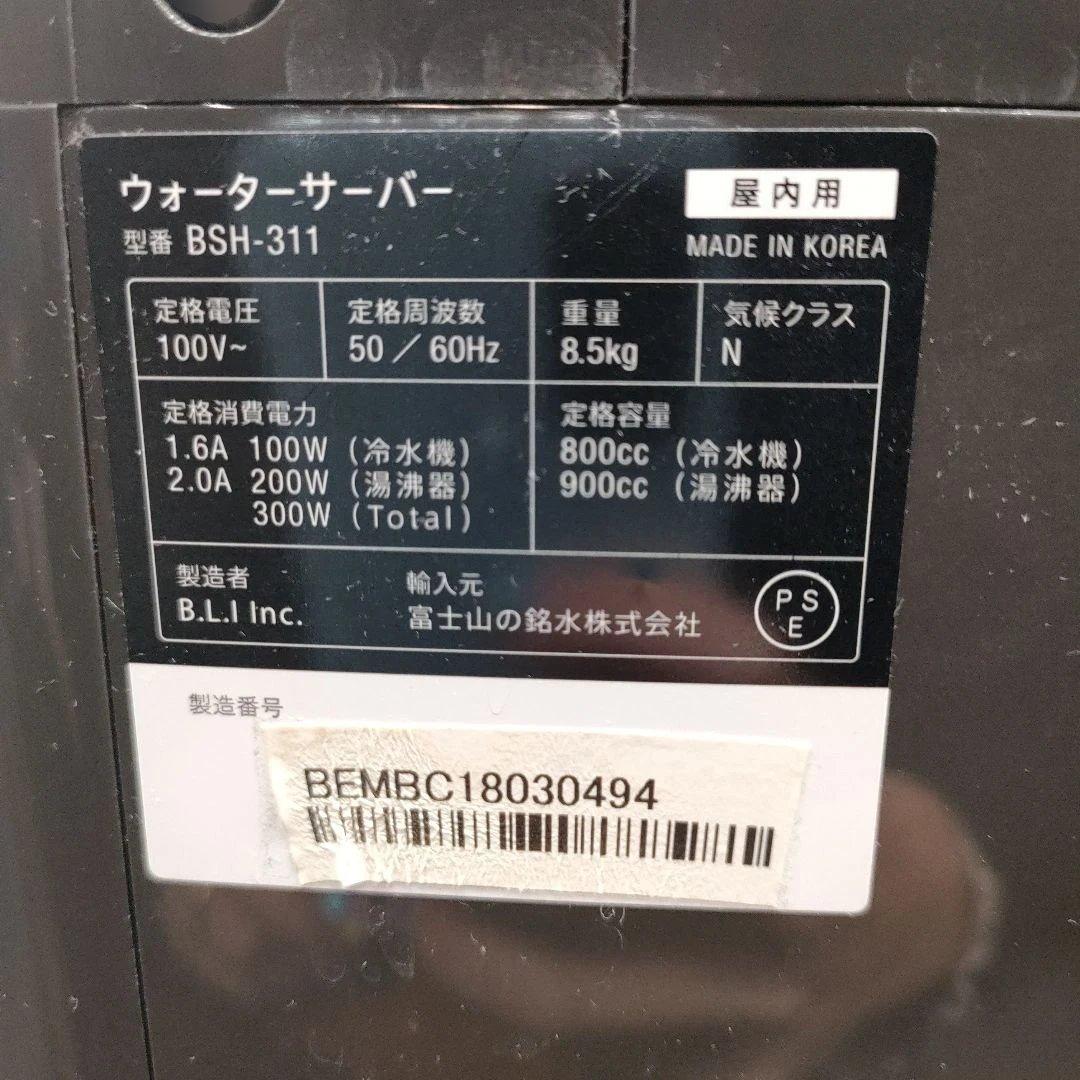 ウォーターサーバー
屋内用
型番 BSH-311
MADE IN KOREA
定格電圧
100V~
定格周波数
50／60Hz
重量
8.5kg
気候クラス
N
定格消費電力
1.6A 100W (冷水機)
2.0A 200W (湯沸器)
300W (Total)
定格容量
800cc (冷水機)
900cc (湯沸器)
製造者
B.L.I Inc.
輸入元
富士山の銘水株式会社
PS
E
製造番号
BEMBC18030494